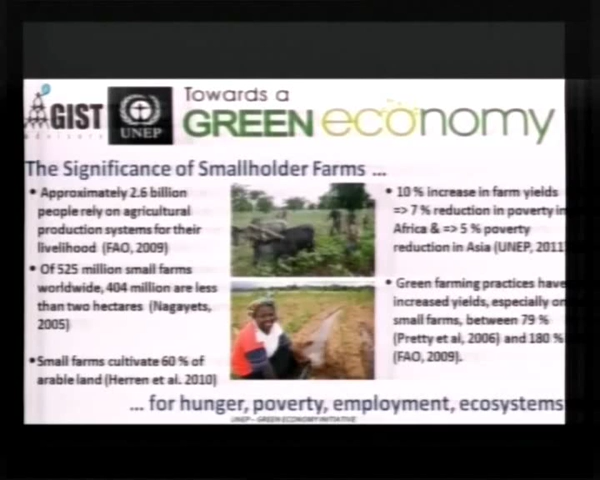 GIST
UNEP
Towards a
GREEN economy
The Significance of Smallholder Farms ...
• Approximately 2.6 billion
people rely on agricultural
production systems for their
livelihood (FAO, 2009)
• Of 525 million small farms
worldwide, 404 million are less
than two hectares (Nagayets,
2005)
• Small farms cultivate 60 % of
arable land (Herren et al. 2010)
• 10 % increase in farm yields
=> 7 % reduction in poverty in
Africa & => 5 % poverty
reduction in Asia (UNEP, 2011
• Green farming practices have
increased yields, especially on
small farms, between 79 %
(Pretty et al, 2006) and 180 %
(FAO, 2009).
... for hunger, poverty, employment, ecosystems
UNEP – GREEN ECONOMY INITIATIVE